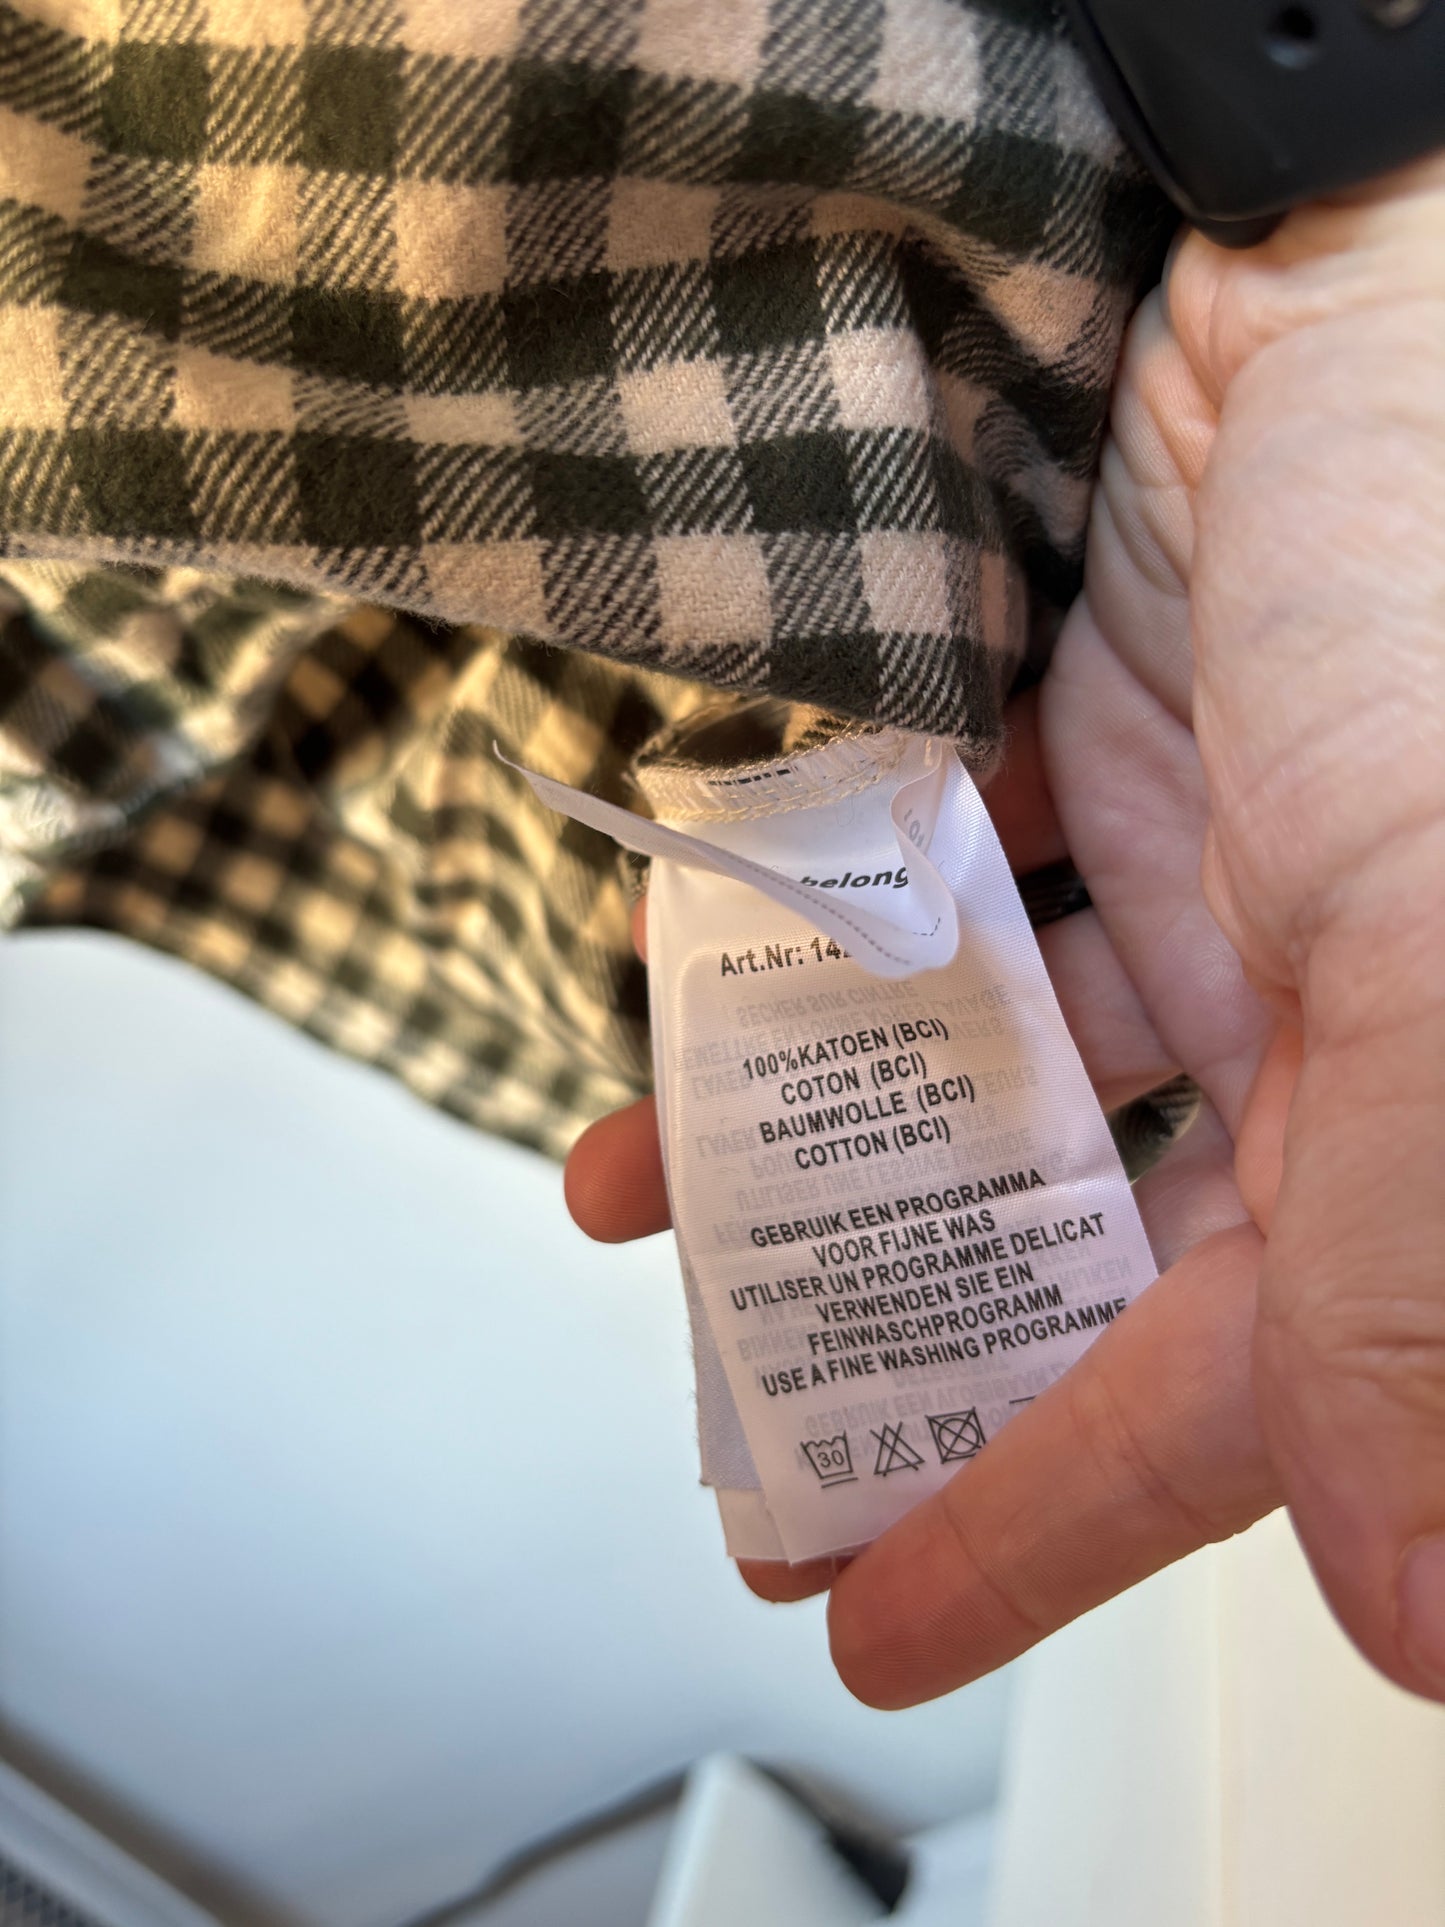 belong
Art.Nr: 14
100%KATOEN (BCI)
COTON (BCI)
BAUMWOLLE (BCI)
COTTON (BCI)
GEBRUIK EEN PROGRAMMA
VOOR FIJNE WAS
UTILISER UN PROGRAMME DELICAT
VERWENDEN SIE EIN
FEINWASCHPROGRAMM
USE A FINE WASHING PROGRAMME
30